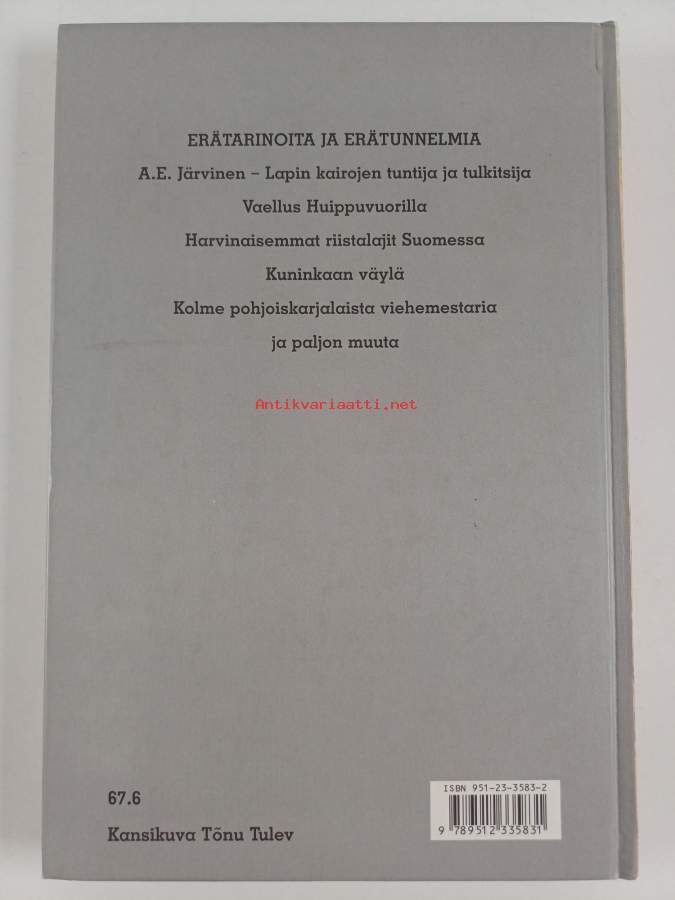 ERÄTARINOITA JA ERÄTUNNELMIA
A.E. Järvinen – Lapin kairojen tuntija ja tulkitsija
Vaellus Huippuvuorilla
Harvinaisemmat riistalajit Suomessa
Kuninkaan väylä
Kolme pohjoiskarjalaista viehemestaria
ja paljon muuta
Antikvariaatti.net
ISBN 951-23-3583-2
67.6
9 789512 335831
Kansikuva Tõnu Tulev